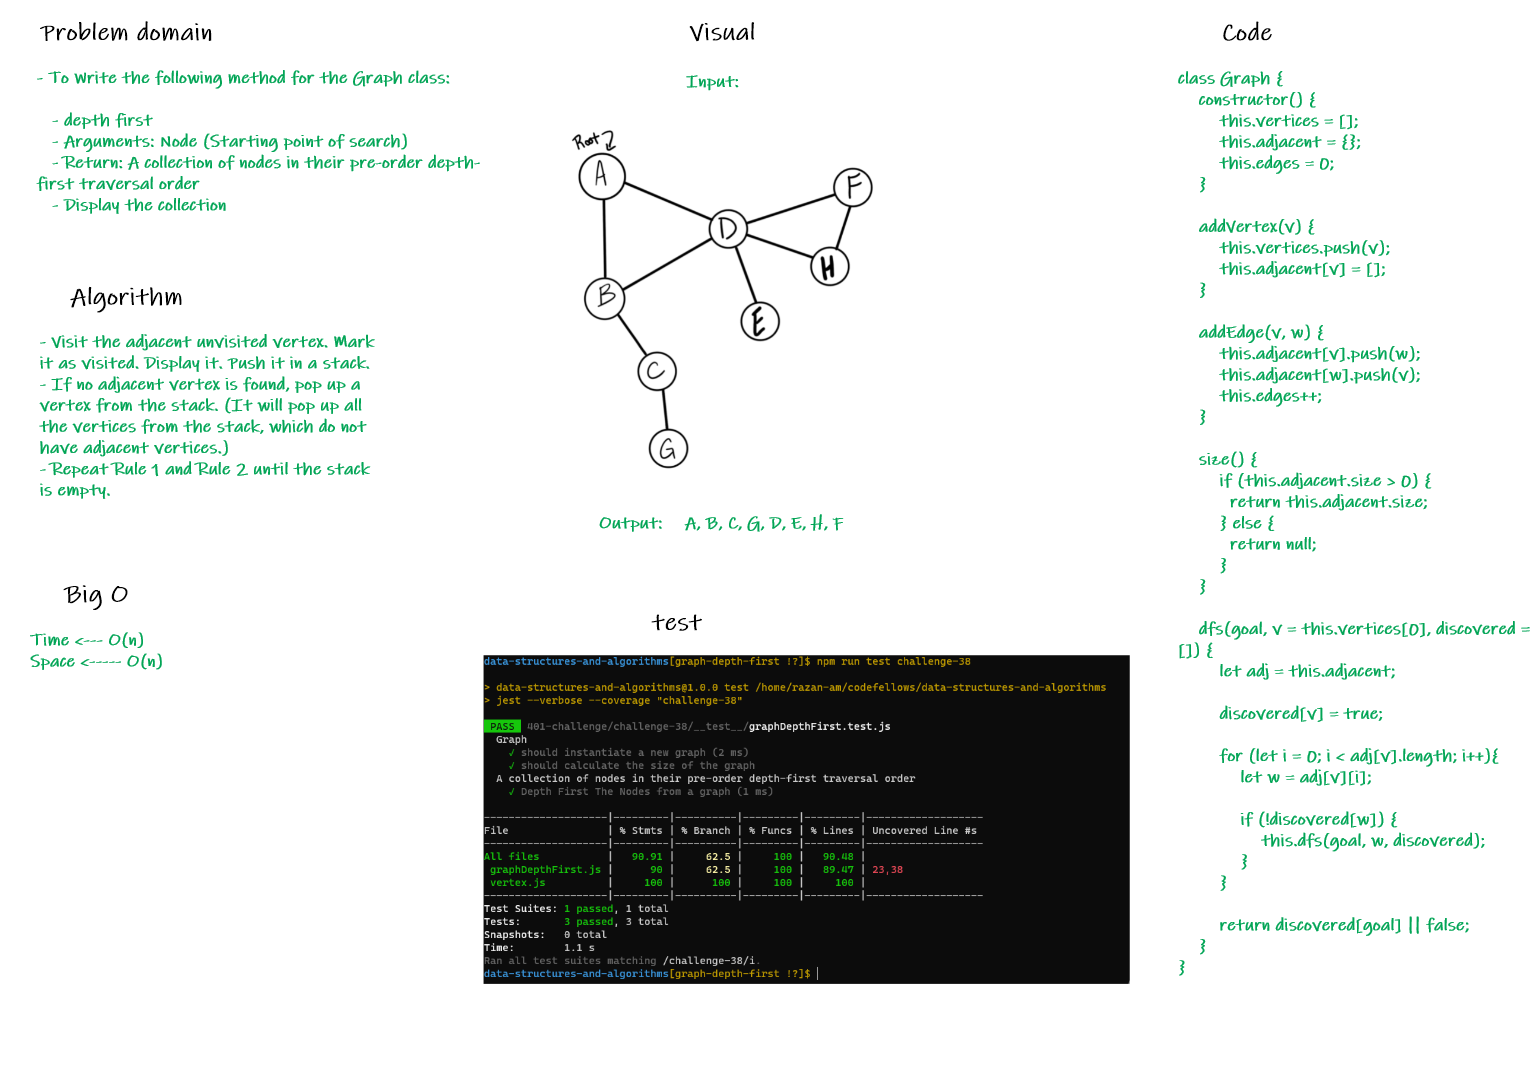 Problem domain
- To Write the following method for the Graph class:
- depth first
- Arguments: Node (Starting point of search)
- Return: A collection of nodes in their pre-order depth-
first traversal order
- Display the collection
Algorithm
- Visit the adjacent unvisited vertex. Mark
it as visited. Display it. Push it in a stack.
- If no adjacent vertex is found, pop up a
vertex from the stack. (It will pop up all
the vertices from the stack, which do not
have adjacent vertices.)
- Repeat Rule 1 and Rule 2 until the stack
is empty.
Big O
Time <--- O(n)
Space <----- O(n)
Visual
Input:
Root
A
F
D
H
B
E
C
G
Output: A, B, C, G, D, E, H, F
test
data-structures-and-algorithms[graph-depth-first !?]$ npm run test challenge-38
> data-structures-and-algorithms@1.0.0 test /home/razan-am/codefellows/data-structures-and-algorithms
> jest --verbose --coverage "challenge-38"
PASS 401-challenge/challenge-38/__test__/graphDepthFirst.test.js
Graph
✓ should instantiate a new graph (2 ms)
✓ should calculate the size of the graph
A collection of nodes in their pre-order depth-first traversal order
✓ Depth First The Nodes from a graph (1 ms)
--------------------|---------|----------|---------|---------|-------------------
File | % Stmts | % Branch | % Funcs | % Lines | Uncovered Line #s
--------------------|---------|----------|---------|---------|-------------------
All files | 90.91 | 62.5 | 100 | 90.48 |
graphDepthFirst.js | 90 | 62.5 | 100 | 89.47 | 23,38
vertex.js | 100 | 100 | 100 | 100 |
--------------------|---------|----------|---------|---------|-------------------
Test Suites: 1 passed, 1 total
Tests: 3 passed, 3 total
Snapshots: 0 total
Time: 1.1 s
Ran all test suites matching /challenge-38/i.
data-structures-and-algorithms[graph-depth-first !?]$
Code
class Graph {
constructor() {
this.vertices = [];
this.adjacent = {};
this.edges = 0;
}
addVertex(v) {
this.vertices.push(v);
this.adjacent[v] = [];
}
addEdge(v, w) {
this.adjacent[v].push(w);
this.adjacent[w].push(v);
this.edges++;
}
size() {
if (this.adjacent.size > 0) {
return this.adjacent.size;
} else {
return null;
}
}
dfs(goal, v = this.vertices[0], discovered =
[]) {
let adj = this.adjacent;
discovered[v] = true;
for (let i = 0; i < adj[v].length; i++){
let w = adj[v][i];
if (!discovered[w]) {
this.dfs(goal, w, discovered);
}
}
return discovered[goal] || false;
}
}